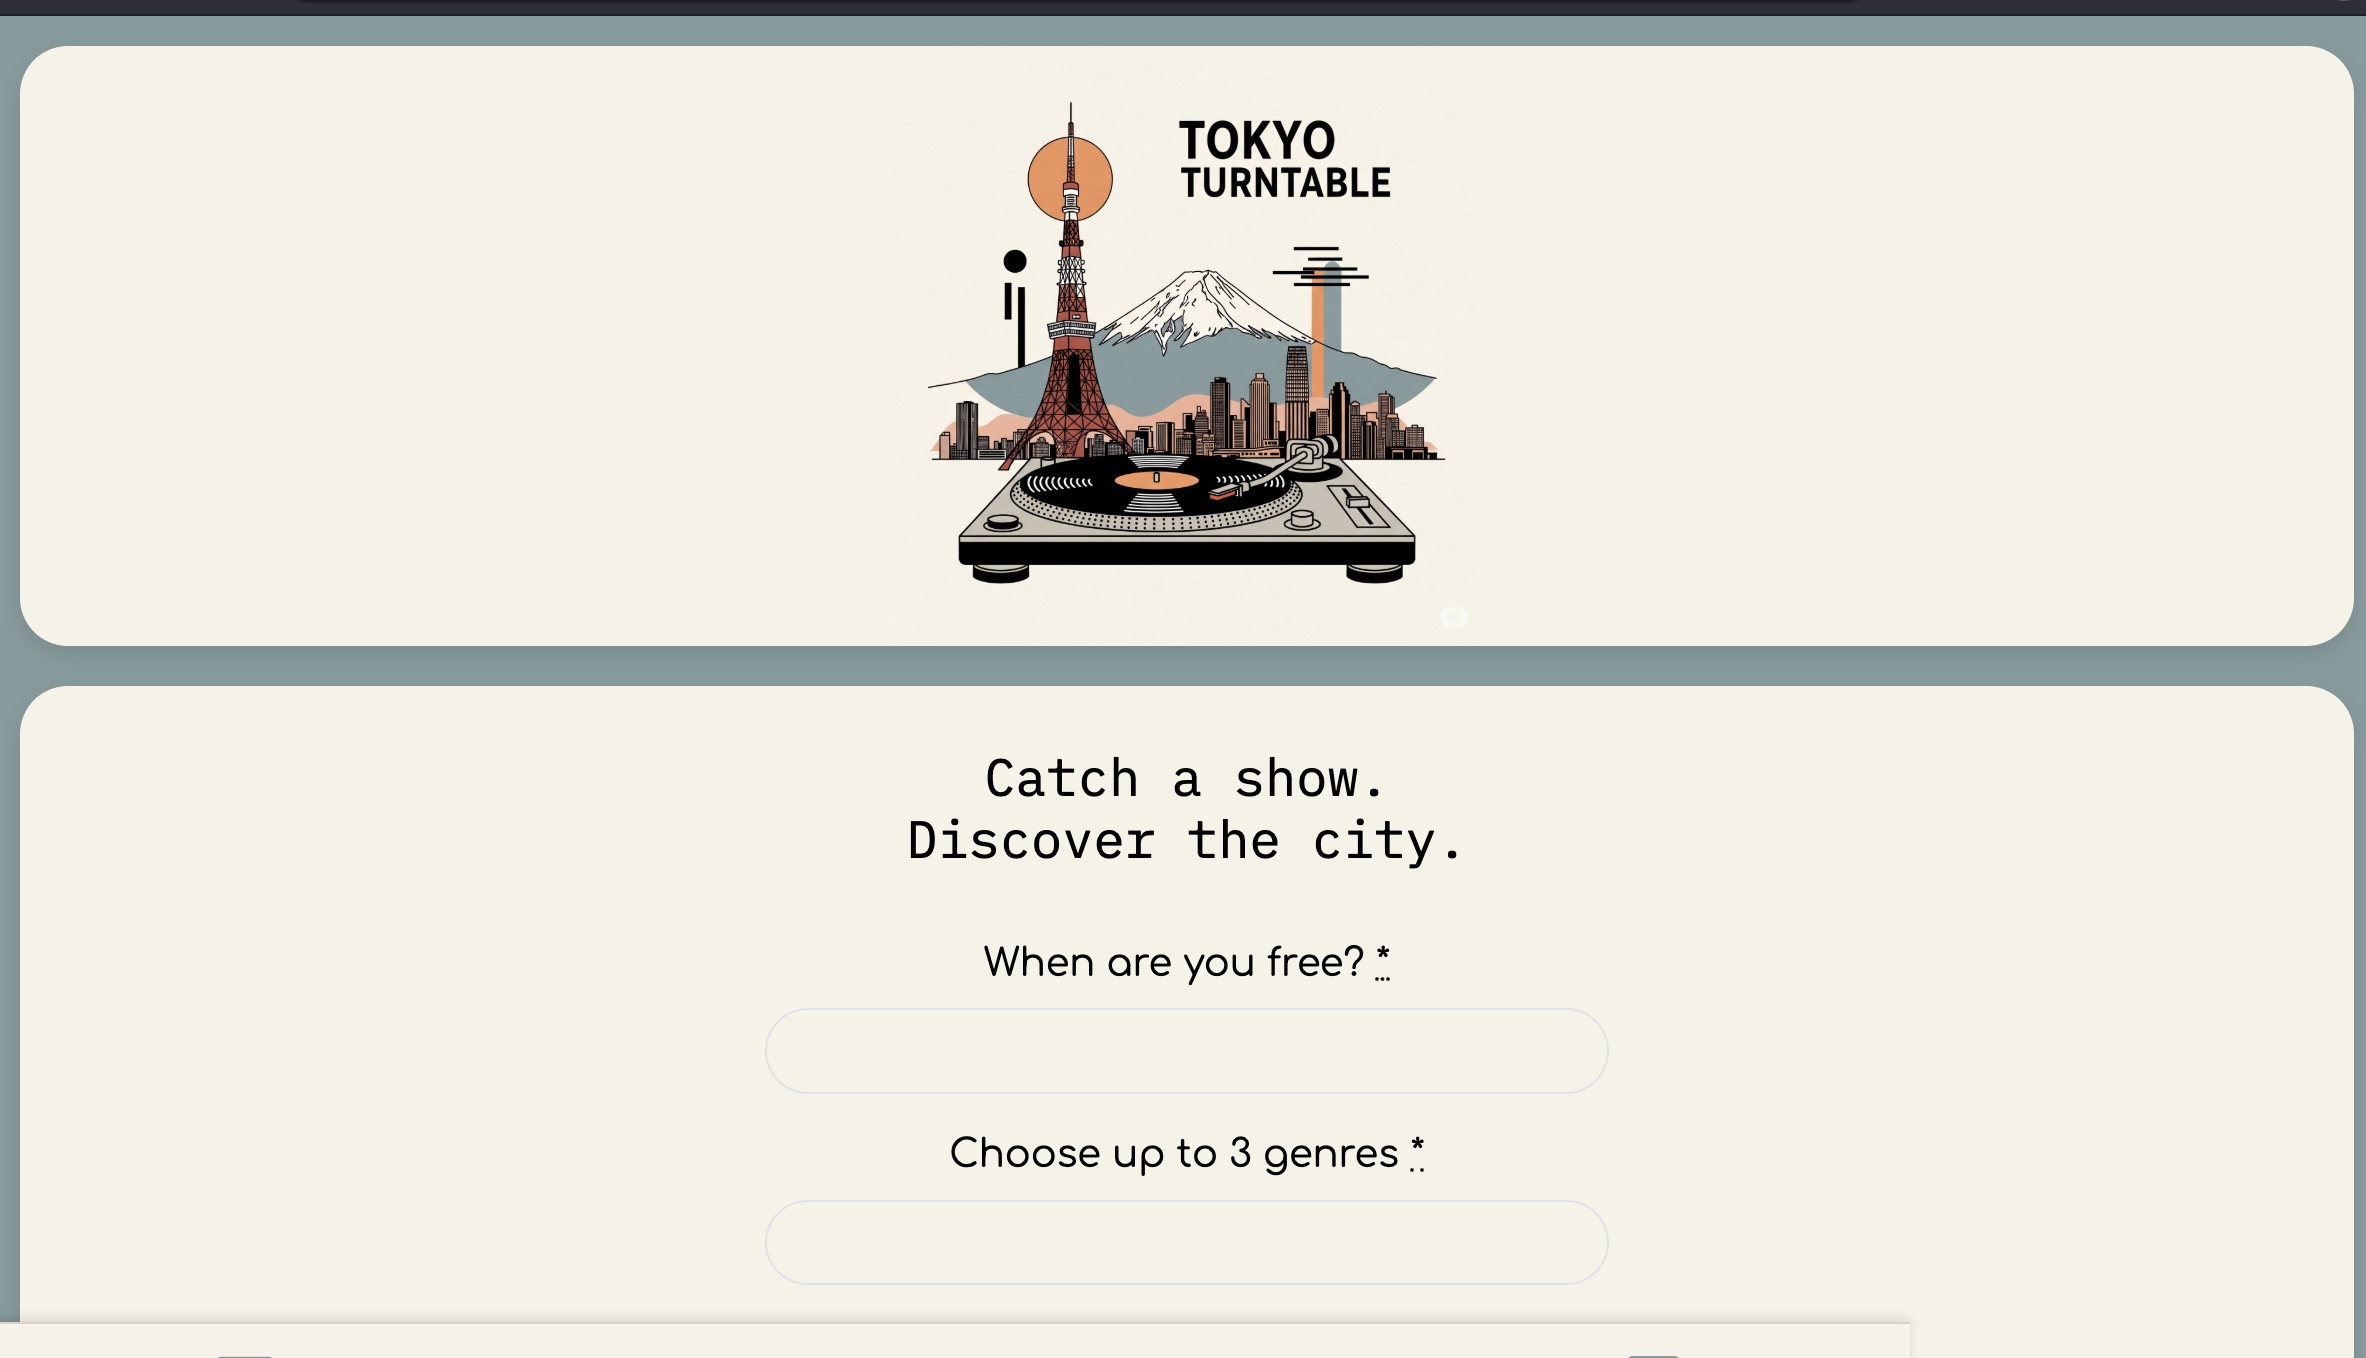 TOKYO
TURNTABLE
Catch a show.
Discover the city.
When are you free? *
Choose up to 3 genres *